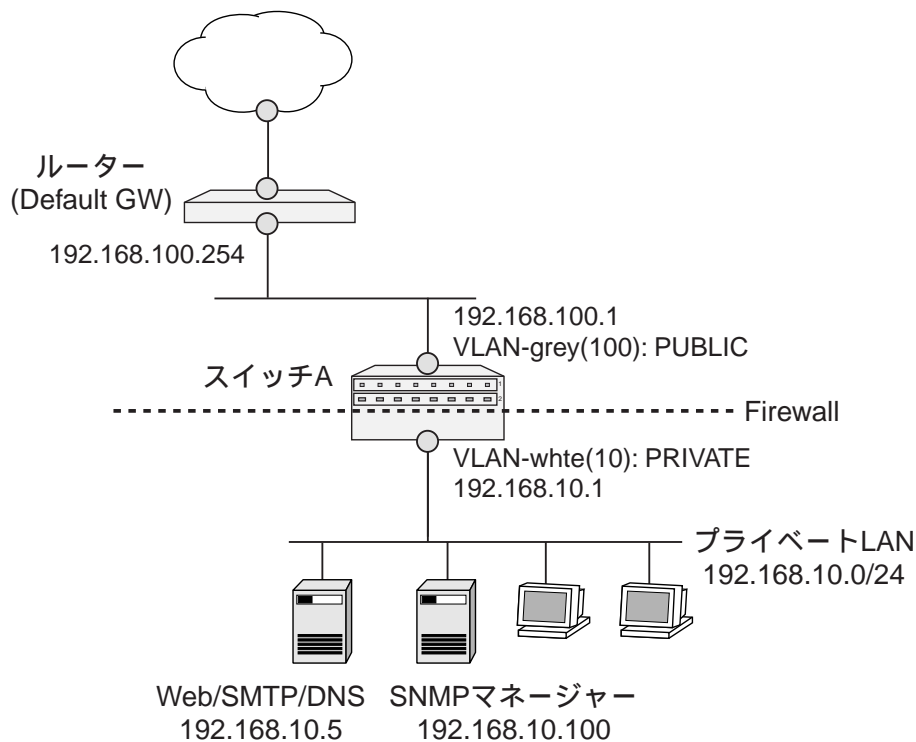 ルーター
(Default GW)
192.168.100.254
192.168.100.1
VLAN-grey(100): PUBLIC
スイッチA
1
2
Firewall
VLAN-whte(10): PRIVATE
192.168.10.1
プライベートLAN
192.168.10.0/24
Web/SMTP/DNS
192.168.10.5
SNMPマネージャー
192.168.10.100